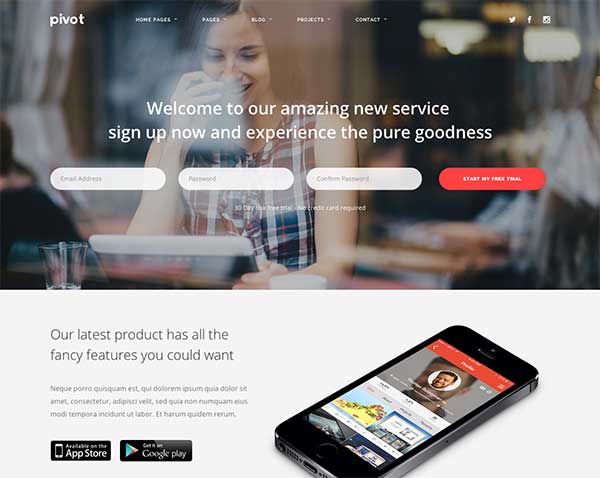 pivot
HOME PAGES PAGES BLOG PROJECTS CONTACT
Welcome to our amazing new service
sign up now and experience the pure goodness
Email Address Password Confirm Password START MY FREE TRIAL
30 Day risk free trial - No credit card required
Our latest product has all the
fancy features you could want
Neque porro quisquam est, qui dolorem ipsum quia dolor sit
amet, consectetur, adipisci velit, sed quia non numquam eius
modi tempora incidunt ut labor. Et harum quidem rerum.
Available on the
App Store
Get it on
Google play
Profile